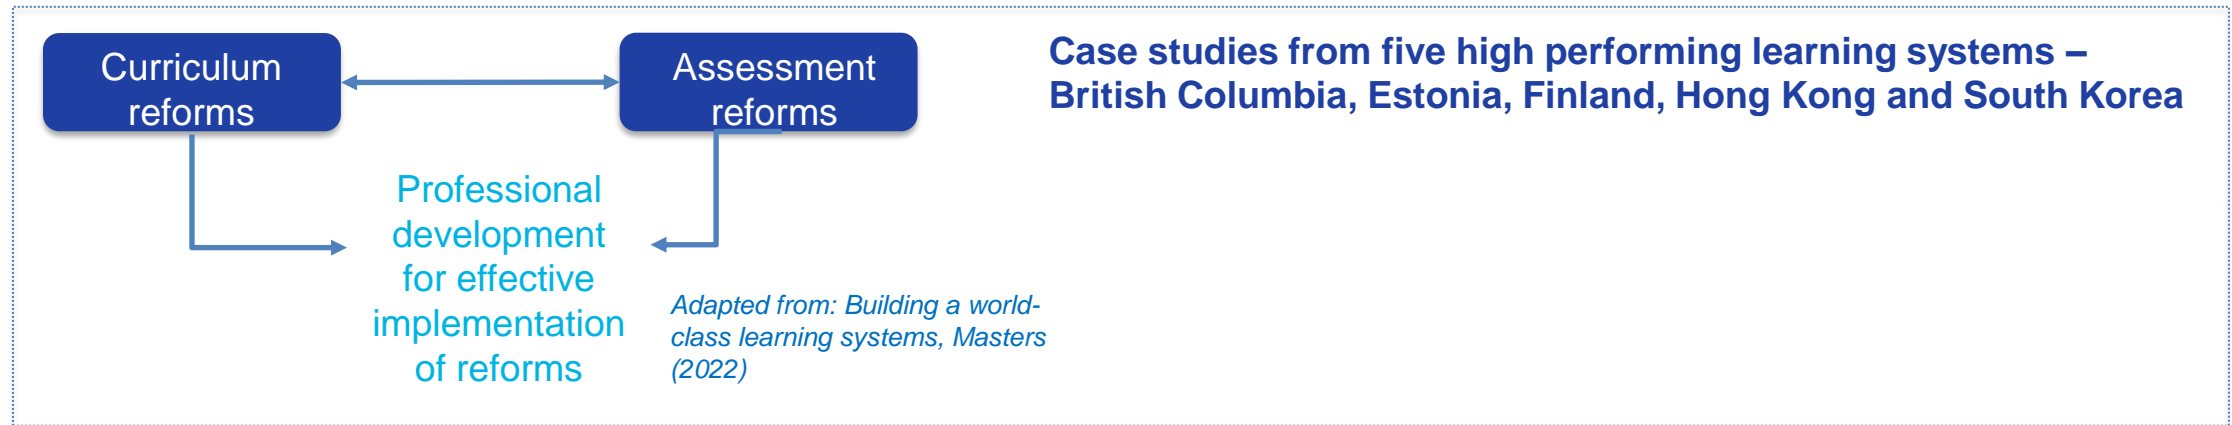 Curriculum
reforms
Assessment
reforms
Case studies from five high performing learning systems –
British Columbia, Estonia, Finland, Hong Kong and South Korea
Professional
development
for effective
implementation
of reforms
Adapted from: Building a world-
class learning systems, Masters
(2022)